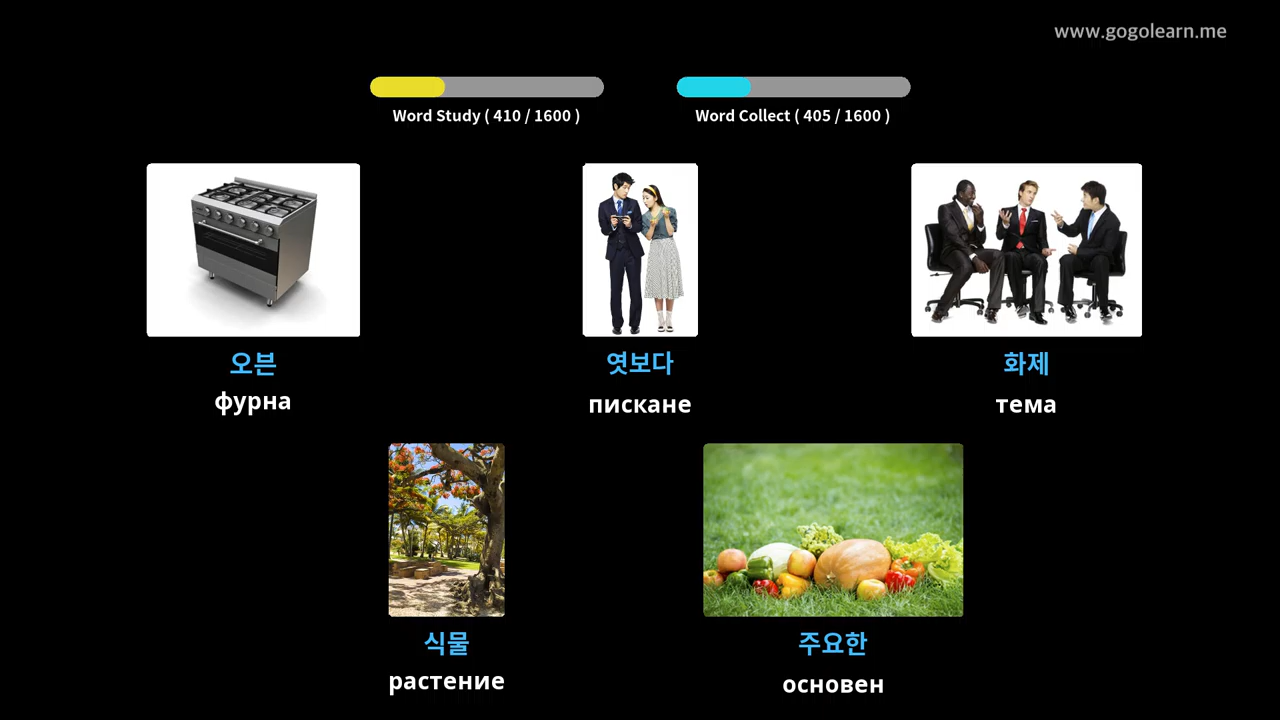 www.gogolearn.me
Word Study ( 410 / 1600 )
Word Collect ( 405 / 1600 )
오븐
фурна
엿보다
пискане
화제
тема
식물
растение
주요한
основен